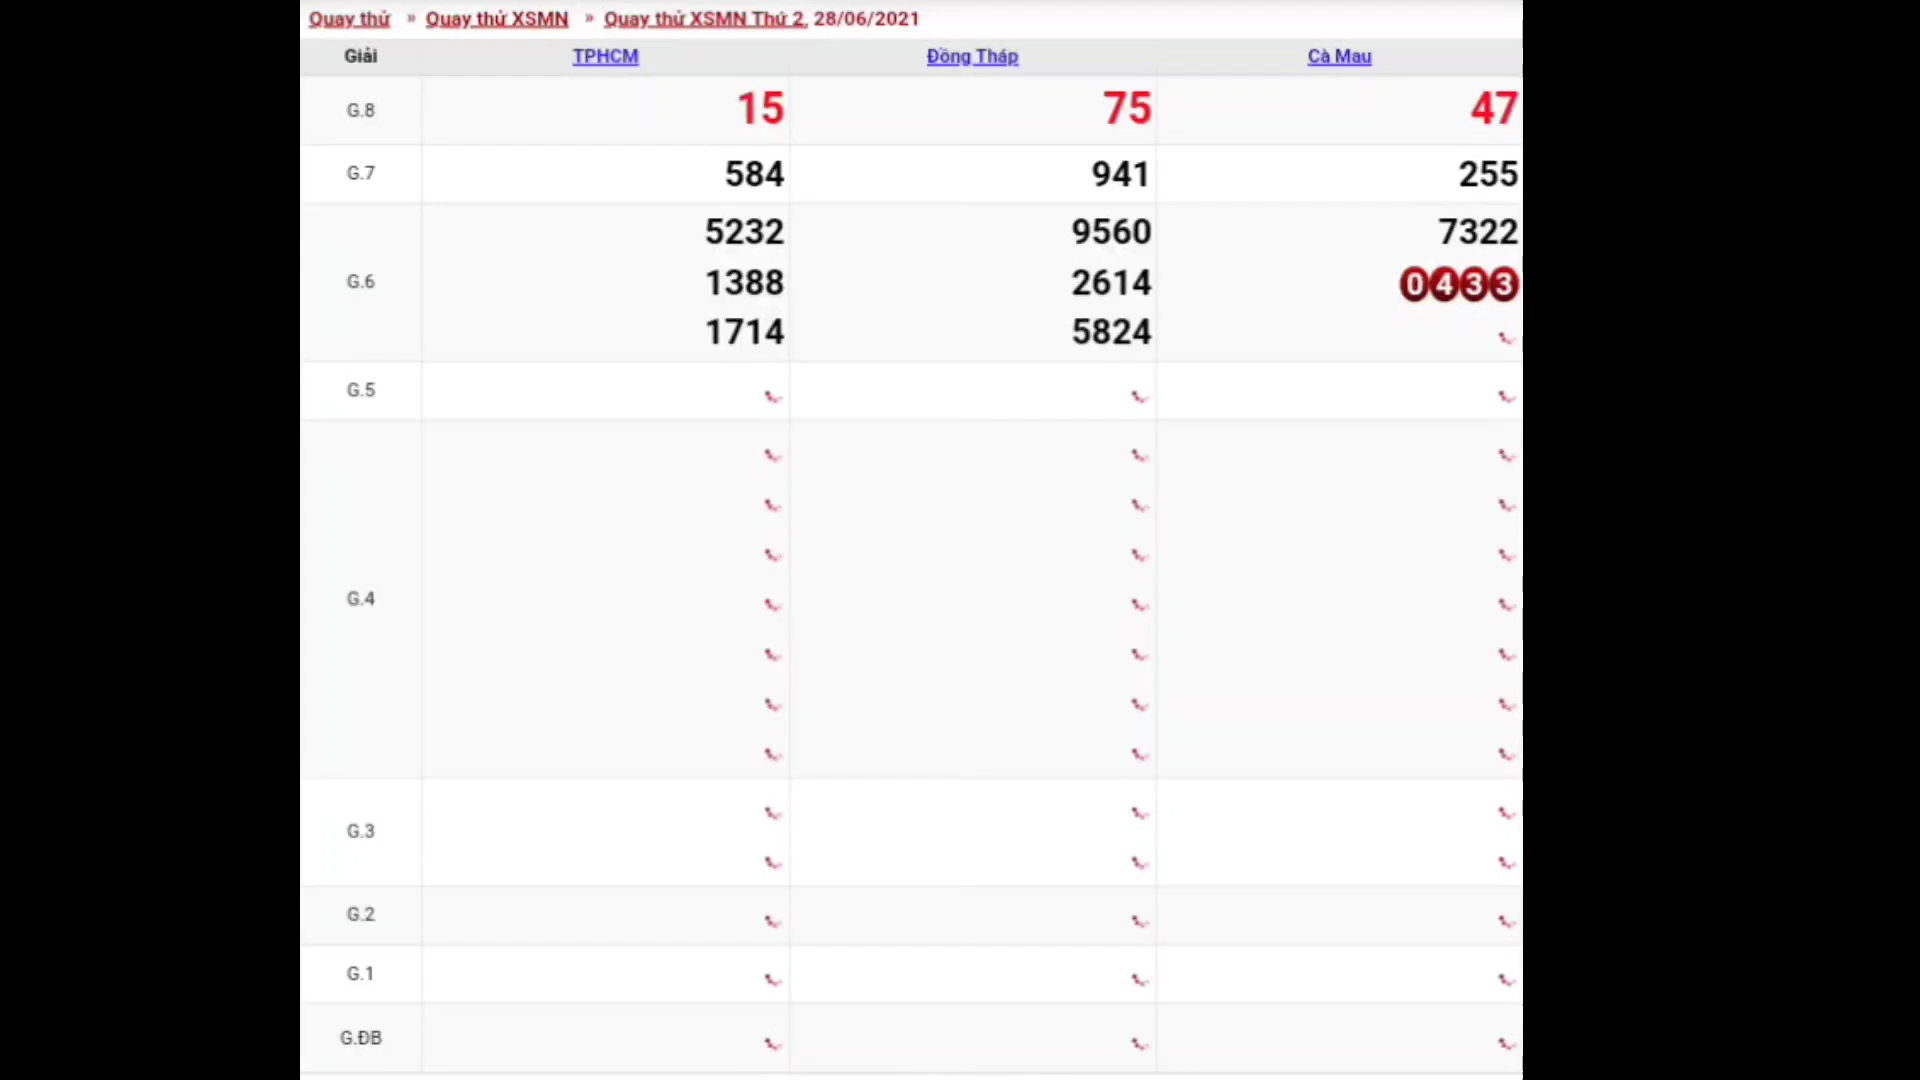 Quay thử » Quay thử XSMN » Quay thử XSMN Thứ 2, 28/06/2021
Giải TPHCM Đồng Tháp Cà Mau
G.8 15 75 47
G.7 584 941 255
5232 9560 7322
G.6 1388 2614 0433
1714 5824
G.5
G.4
G.3
G.2
G.1
G.ĐB